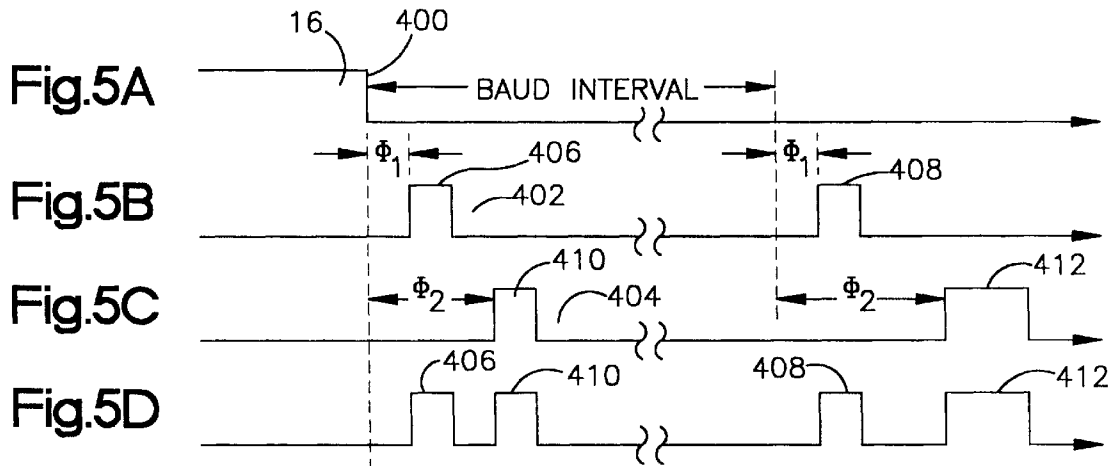 16
400
Fig.5A
BAUD INTERVAL
Φ1
406
Φ1
408
Fig.5B
402
410
412
Fig.5C
Φ2
404
Φ2
406
410
408
412
Fig.5D